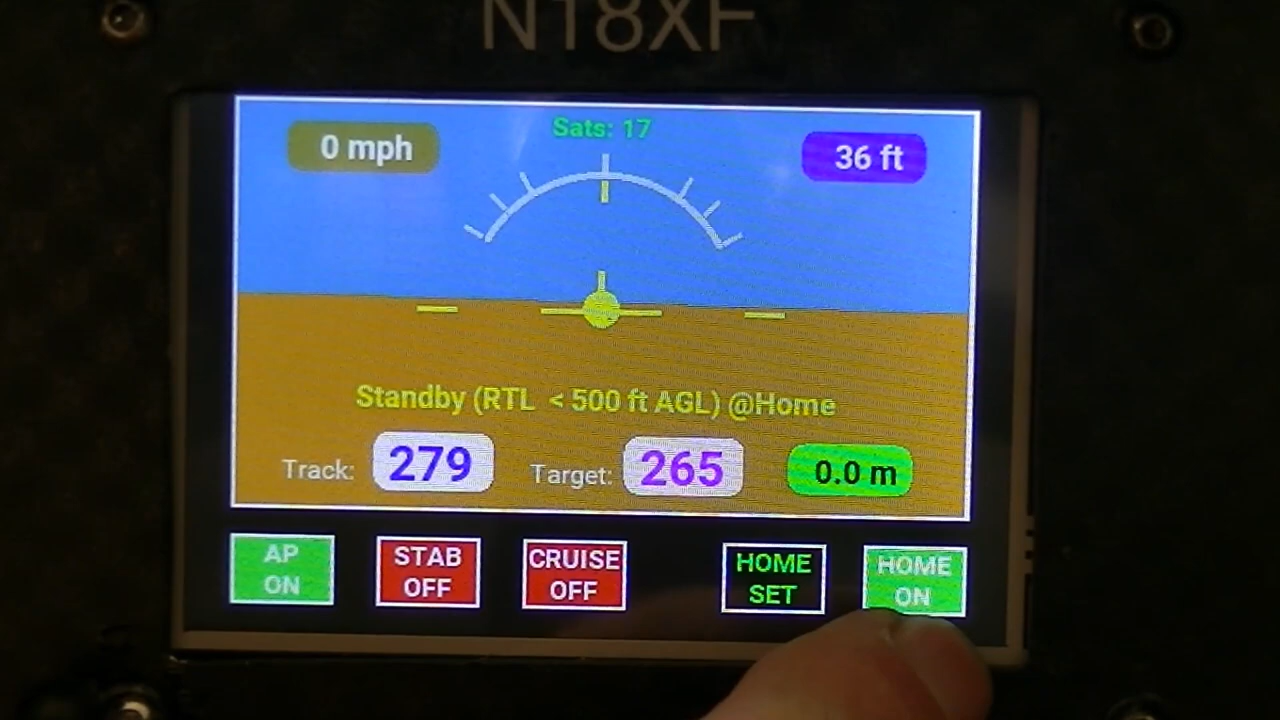 N18XF
Sats: 17
0 mph
36 ft
Standby (RTL < 500 ft AGL) @Home
Track: 279 Target: 265 0.0 m
AP ON
STAB OFF
CRUISE OFF
HOME SET
HOME ON